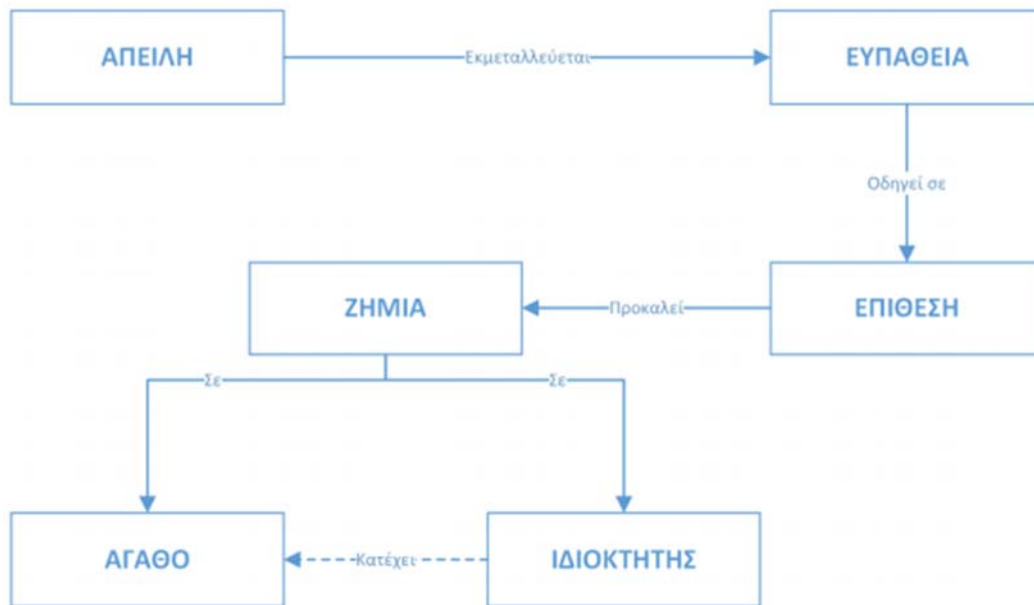 ΑΠΕΙΛΗ
Εκμεταλλεύεται
ΕΥΠΑΘΕΙΑ
Οδηγεί σε
ΖΗΜΙΑ
Προκαλεί
ΕΠΙΘΕΣΗ
Σε
Σε
ΑΓΑΘΟ
Κατέχει
ΙΔΙΟΚΤΗΤΗΣ